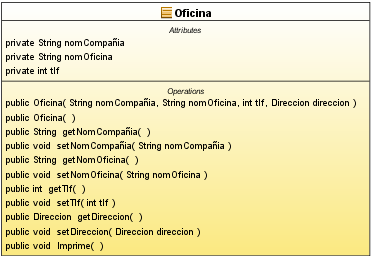 Oficina
Attributes
private String nomCompañia
private String nomOficina
private int tlf
Operations
public Oficina( String nomCompañia, String nomOficina, int tlf, Direccion direccion )
public Oficina( )
public String getNomCompañia( )
public void setNomCompañia( String nomCompañia )
public String getNomOficina( )
public void setNomOficina( String nomOficina )
public int getTlf( )
public void setTlf( int tlf )
public Direccion getDireccion( )
public void setDireccion( Direccion direccion )
public void Imprime( )